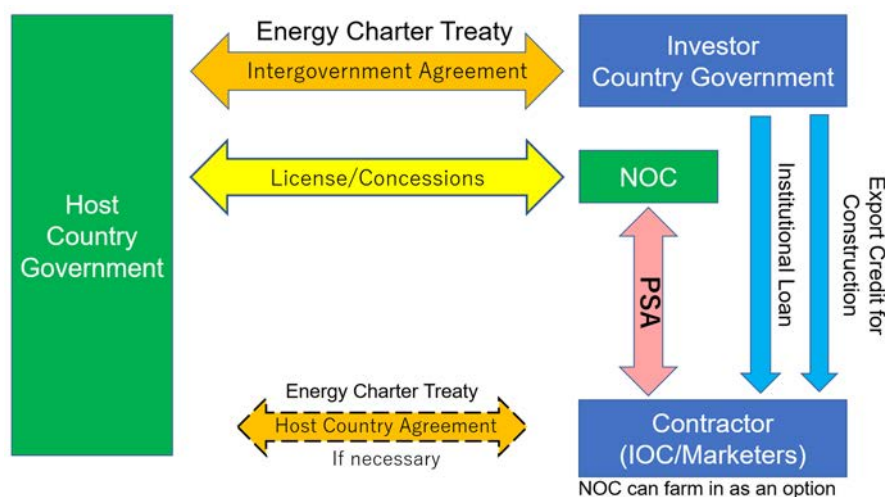 Energy Charter Treaty
Intergovernment Agreement
Investor
Country Government
License/Concessions
NOC
Host
Country
Government
PSA
Institutional Loan
Export Credit for
Construction
Energy Charter Treaty
Host Country Agreement
If necessary
Contractor
(IOC/Marketers)
NOC can farm in as an option